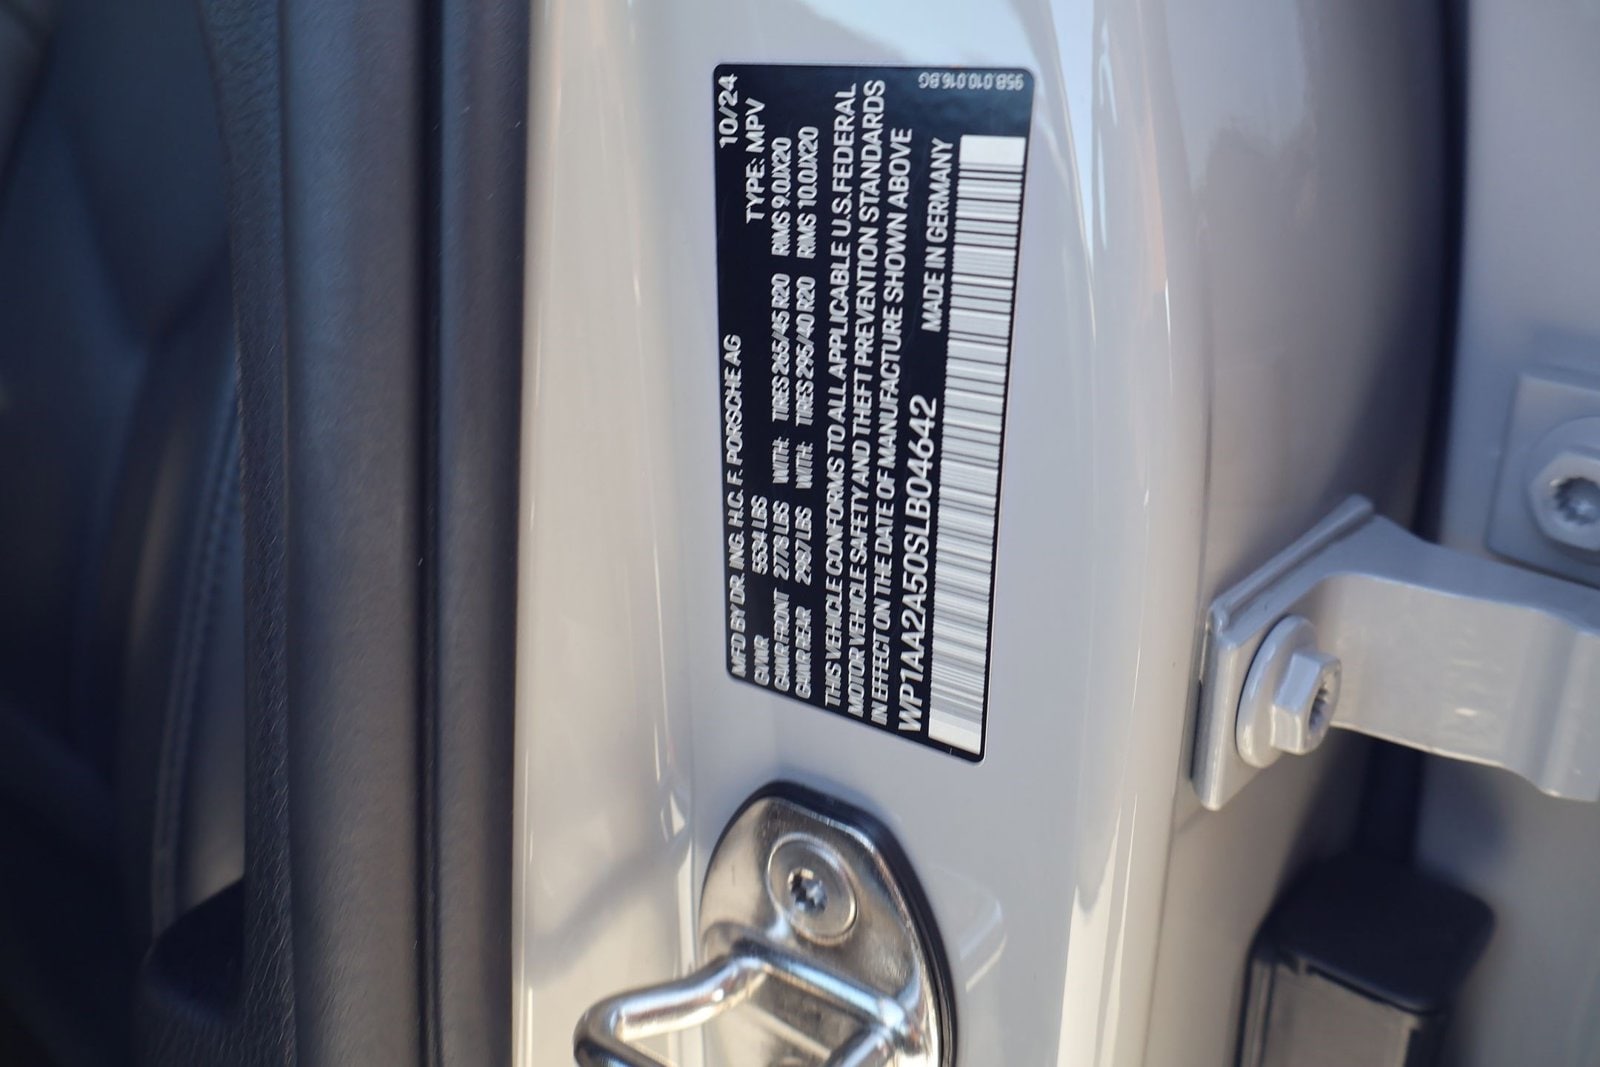 MFD BY DR. ING. H.C. F. PORSCHE AG 10/24
GVWR 5534 LBS TYPE: MPV
GAWR FRONT 2776 LBS WITH: TIRES 265/45 R20 RIMS 9.0JX20
GAWR REAR 2987 LBS WITH: TIRES 295/40 R20 RIMS 10.0JX20
THIS VEHICLE CONFORMS TO ALL APPLICABLE U.S. FEDERAL
MOTOR VEHICLE SAFETY AND THEFT PREVENTION STANDARDS
IN EFFECT ON THE DATE OF MANUFACTURE SHOWN ABOVE
WP1AA2A50SLB04642 MADE IN GERMANY
95B.010.016.BG